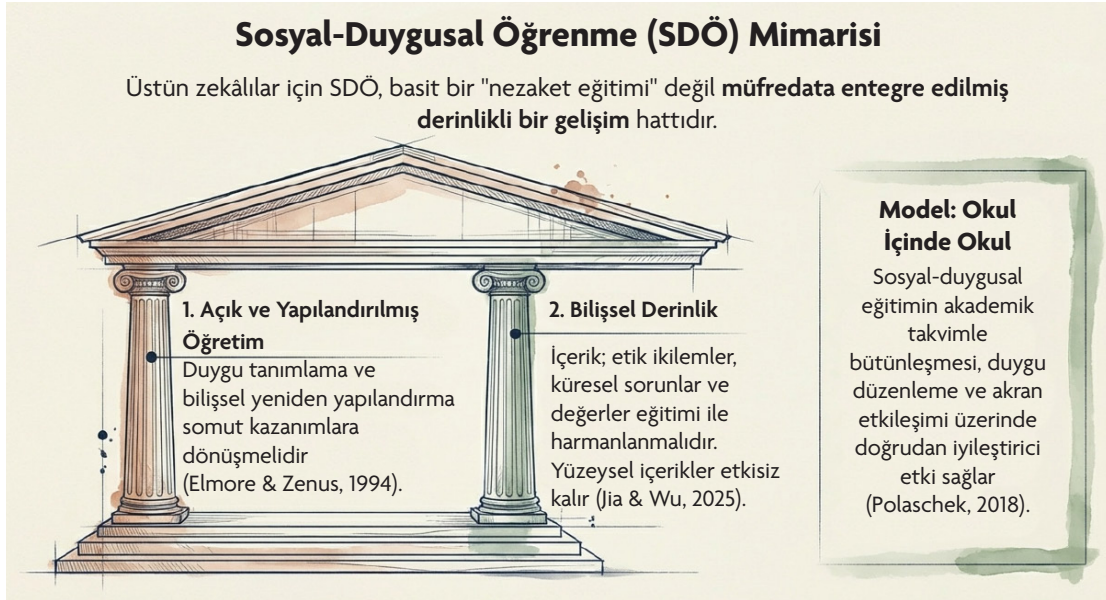 Sosyal-Duygusal Öğrenme (SDÖ) Mimarisi
Üstün zekâlılar için SDÖ, basit bir "nezaket eğitimi" değil müfredata entegre edilmiş
derinlikli bir gelişim hattıdır.
1. Açık ve Yapılandırılmış
Öğretim
Duygu tanımlama ve
bilişsel yeniden yapılandırma
somut kazanımlara
dönüşmelidir
(Elmore & Zenus, 1994).
2. Bilişsel Derinlik
İçerik; etik ikilemler,
küresel sorunlar ve
değerler eğitimi ile
harmanlanmalıdır.
Yüzeysel içerikler etkisiz
kalır (Jia & Wu, 2025).
Model: Okul
İçinde Okul
Sosyal-duygusal
eğitimin akademik
takvimle
bütünleşmesi, duygu
düzenleme ve akran
etkileşimi üzerinde
doğrudan iyileştirici
etki sağlar
(Polaschek, 2018).